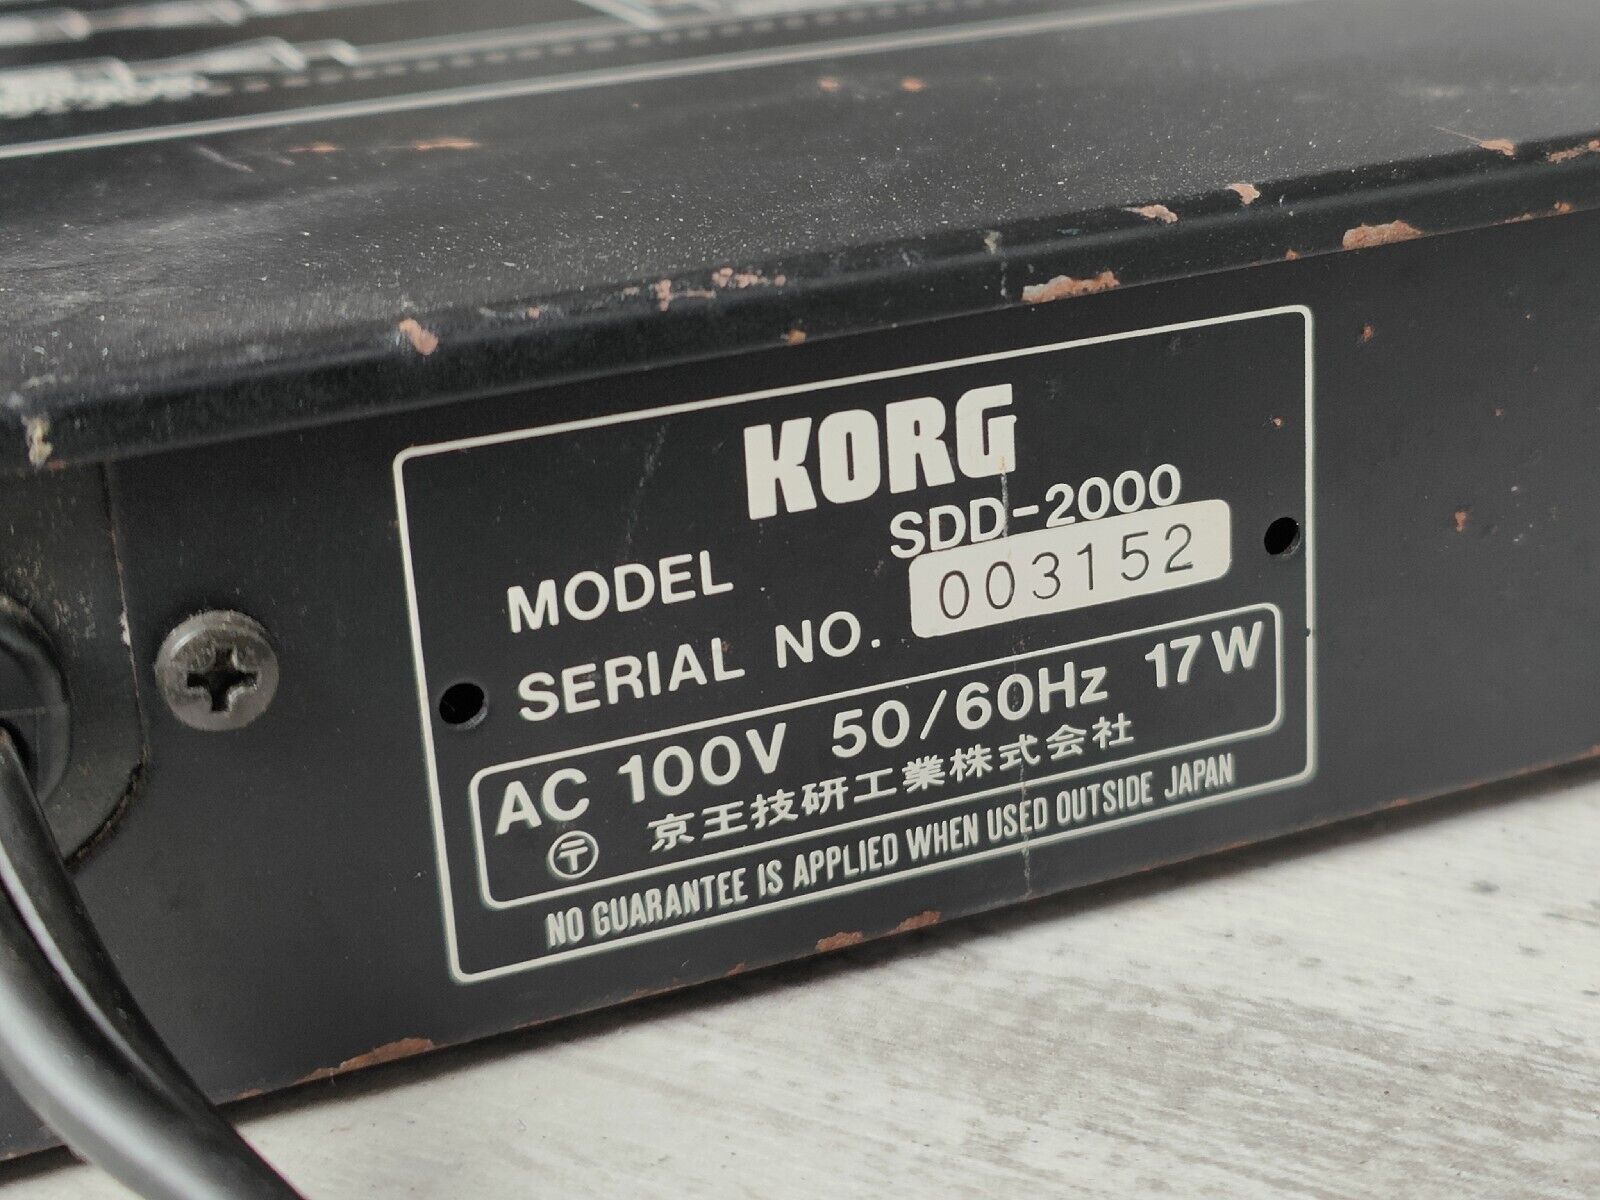 KORG
MODEL SDD-2000
SERIAL NO. 003152
AC 100V 50/60Hz 17W
〒 京王技研工業株式会社
NO GUARANTEE IS APPLIED WHEN USED OUTSIDE JAPAN